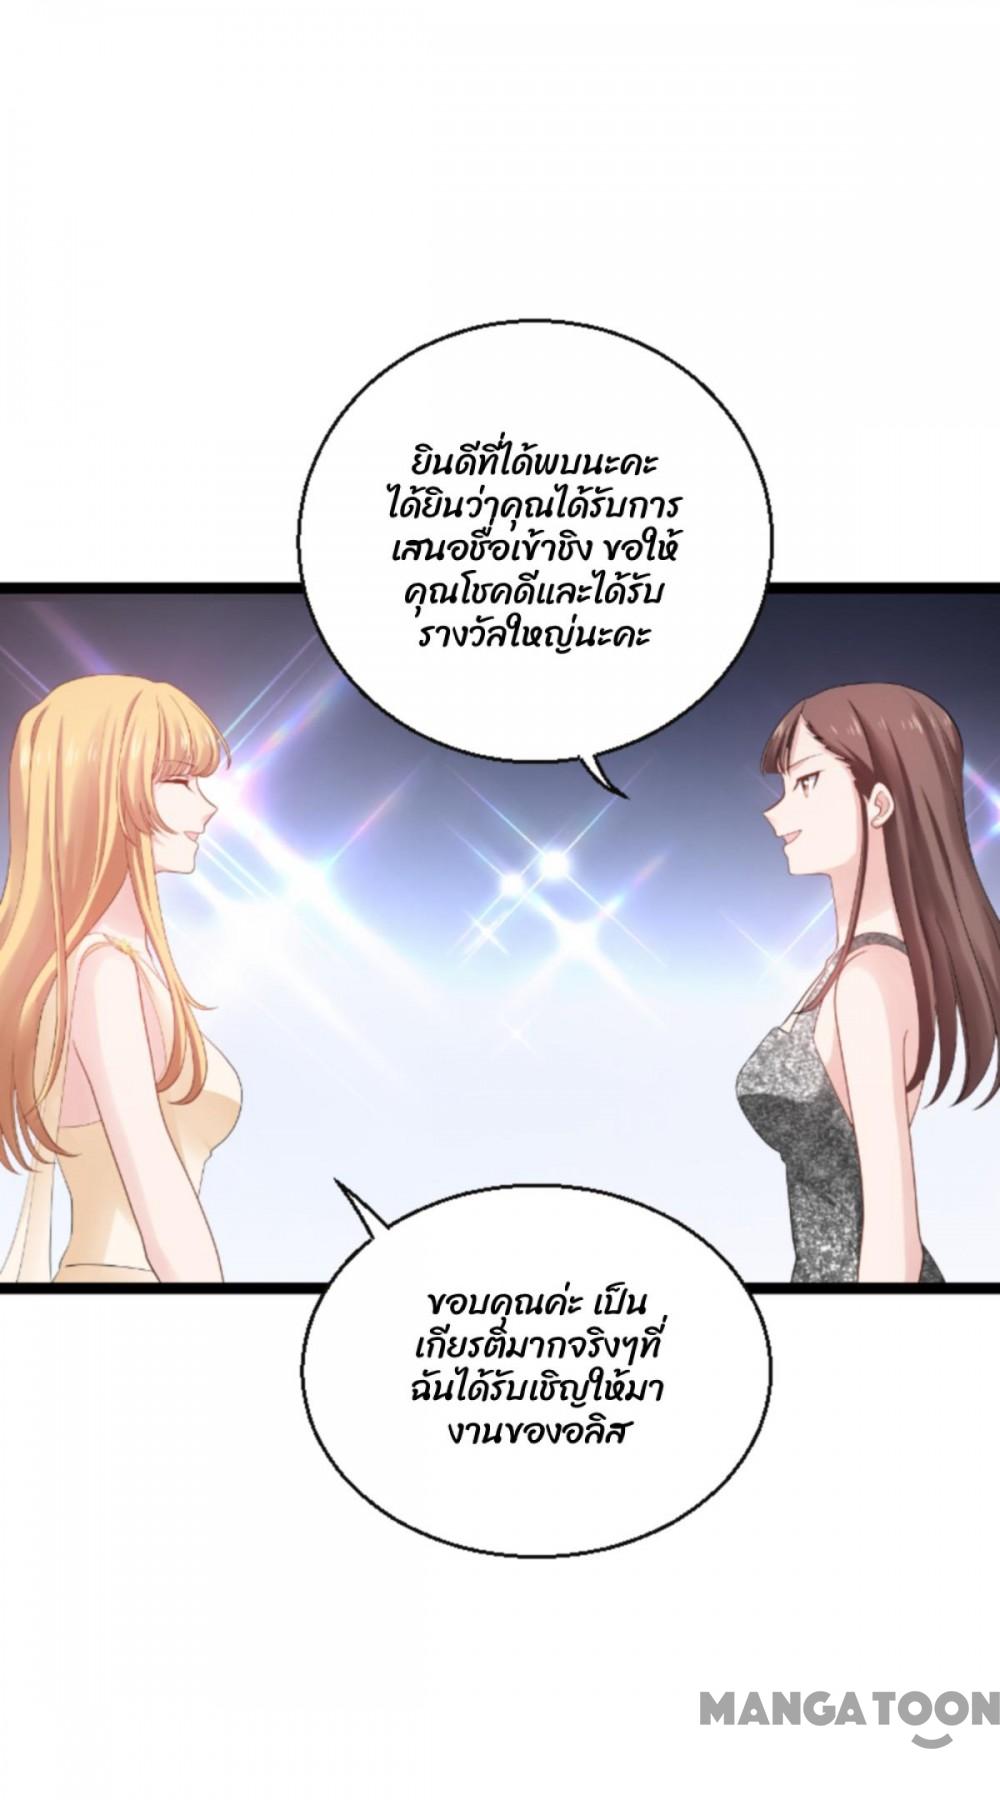 ยินดีที่ได้พบนะคะ
ได้ยินว่าคุณได้รับการ
เสนอชื่อเข้าชิง ขอให้
คุณโชคดีและได้รับ
รางวัลใหญ่นะคะ
ขอบคุณค่ะ เป็น
เกียรติมากจริงๆที่
ฉันได้รับเชิญให้มา
งานของอลิส
MANGATOON